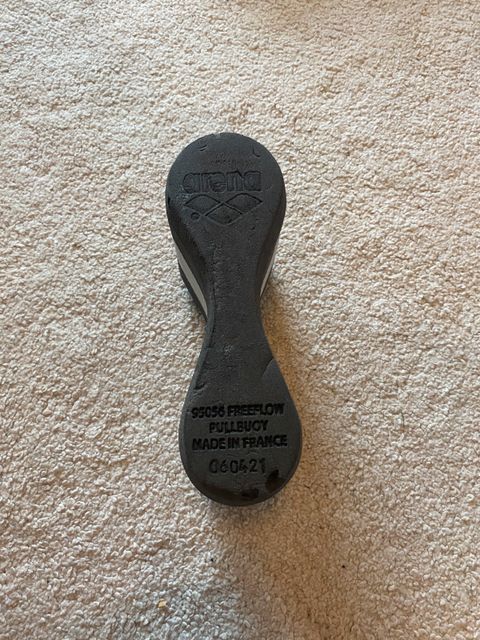 arena
®
95056 FREEFLOW
PULLBUOY
MADE IN FRANCE
060421